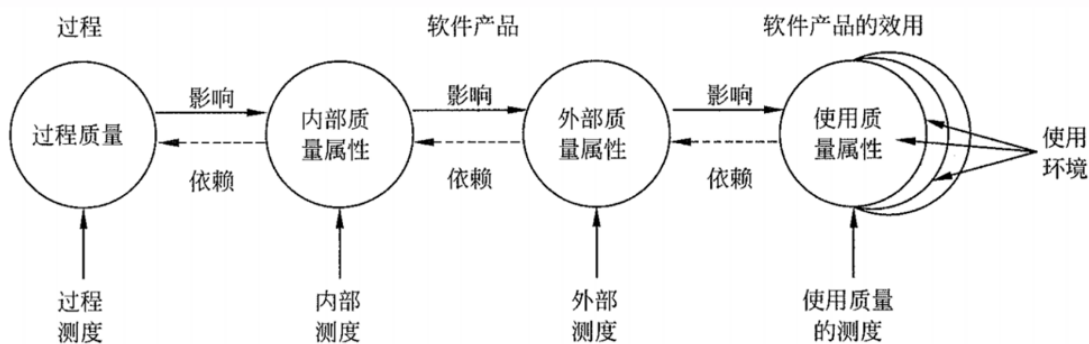 过程
软件产品
软件产品的效用
影响
影响
影响
过程质量
内部质
量属性
外部质
量属性
使用质
量属性
使用
环境
依赖
依赖
依赖
过程
测度
内部
测度
外部
测度
使用质量
的测度